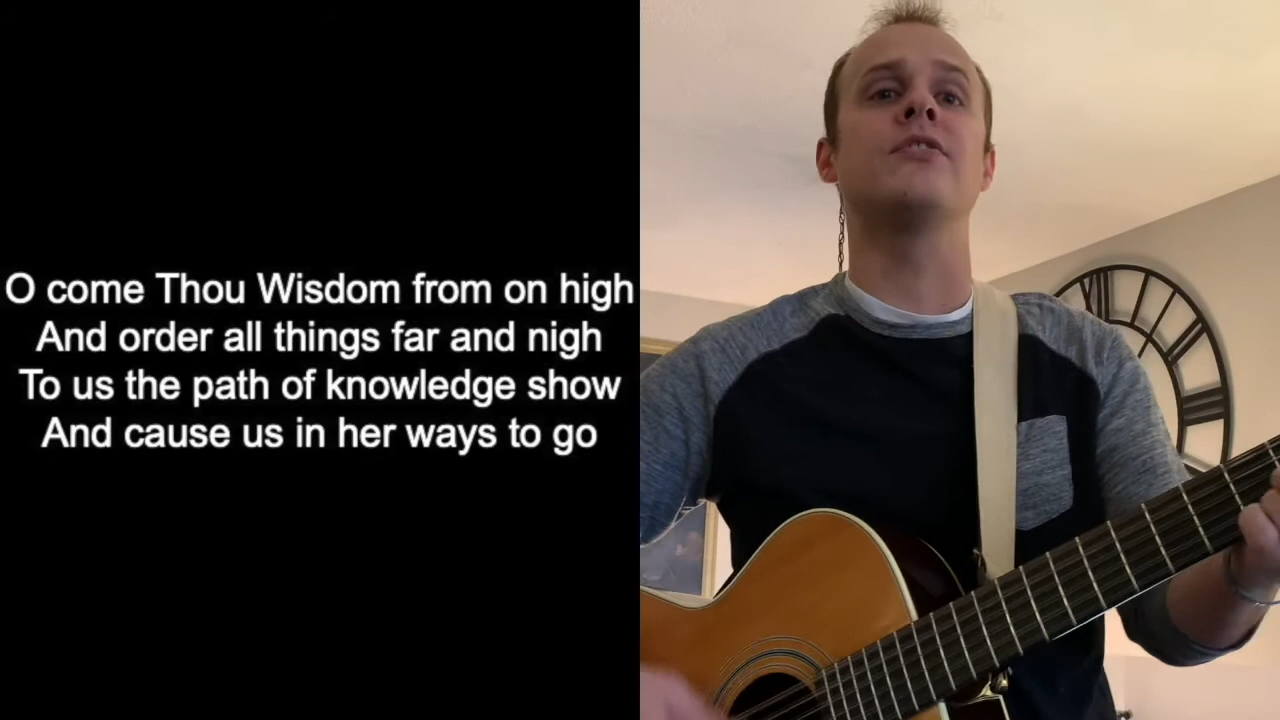 O come Thou Wisdom from on high
And order all things far and nigh
To us the path of knowledge show
And cause us in her ways to go